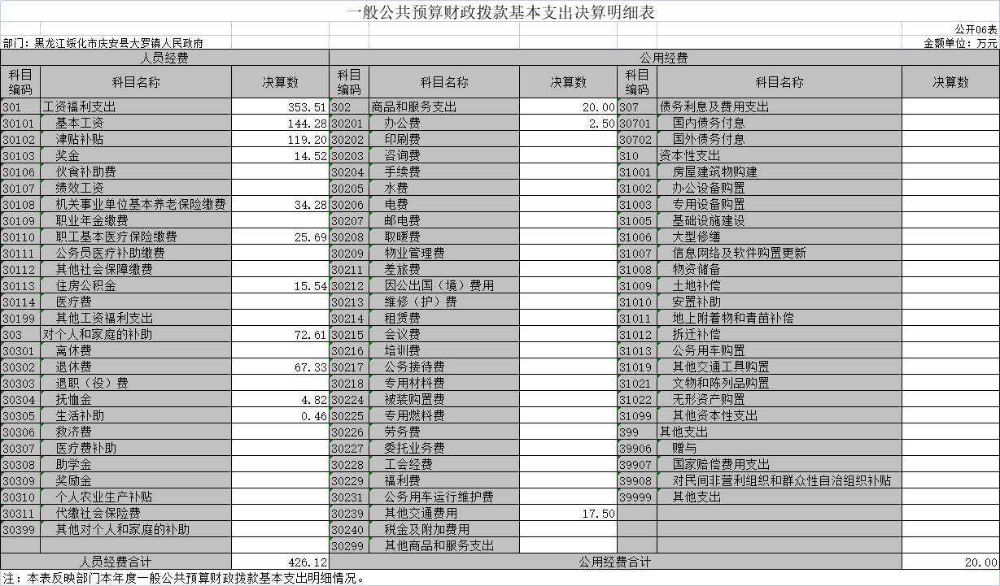 一般公共预算财政拨款基本支出决算明细表
公开06表
部门：黑龙江绥化市庆安县大罗镇人民政府 金额单位：万元
人员经费 公用经费
科目编码 科目名称 决算数 科目编码 科目名称 决算数 科目编码 科目名称 决算数
301 工资福利支出 353.51 302 商品和服务支出 20.00 307 债务利息及费用支出
30101 基本工资 144.28 30201 办公费 2.50 30701 国内债务付息
30102 津贴补贴 119.20 30202 印刷费 30702 国外债务付息
30103 奖金 14.52 30203 咨询费 310 资本性支出
30106 伙食补助费 30204 手续费 31001 房屋建筑物购建
30107 绩效工资 30205 水费 31002 办公设备购置
30108 机关事业单位基本养老保险缴费 34.28 30206 电费 31003 专用设备购置
30109 职业年金缴费 30207 邮电费 31005 基础设施建设
30110 职工基本医疗保险缴费 25.69 30208 取暖费 31006 大型修缮
30111 公务员医疗补助缴费 30209 物业管理费 31007 信息网络及软件购置更新
30112 其他社会保障缴费 30211 差旅费 31008 物资储备
30113 住房公积金 15.54 30212 因公出国（境）费用 31009 土地补偿
30114 医疗费 30213 维修（护）费 31010 安置补助
30199 其他工资福利支出 30214 租赁费 31011 地上附着物和青苗补偿
303 对个人和家庭的补助 72.61 30215 会议费 31012 拆迁补偿
30301 离休费 30216 培训费 31013 公务用车购置
30302 退休费 67.33 30217 公务接待费 31019 其他交通工具购置
30303 退职（役）费 30218 专用材料费 31021 文物和陈列品购置
30304 抚恤金 4.82 30224 被装购置费 31022 无形资产购置
30305 生活补助 0.46 30225 专用燃料费 31099 其他资本性支出
30306 救济费 30226 劳务费 399 其他支出
30307 医疗费补助 30227 委托业务费 39906 赠与
30308 助学金 30228 工会经费 39907 国家赔偿费用支出
30309 奖励金 30229 福利费 39908 对民间非营利组织和群众性自治组织补贴
30310 个人农业生产补贴 30231 公务用车运行维护费 39999 其他支出
30311 代缴社会保险费 30239 其他交通费用 17.50
30399 其他对个人和家庭的补助 30240 税金及附加费用
30299 其他商品和服务支出
人员经费合计 426.12 公用经费合计 20.00
注：本表反映部门本年度一般公共预算财政拨款基本支出明细情况。